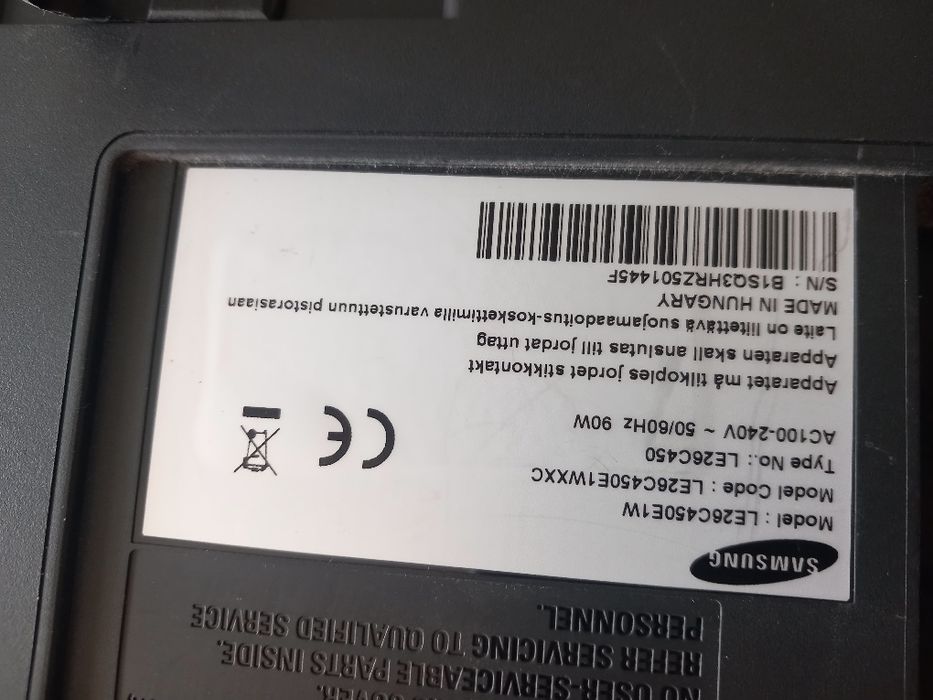 SAMSUNG
Model : LE26C450E1W
Model Code : LE26C450E1WXXC
Type No.: LE26C450
AC100-240V ~ 50/60Hz 90W
Apparatet må tilkoples jordet stikkontakt
Apparaten skall anslutas till jordat uttag
Laite on liitettävä suojamaadoitus-koskettimilla varustettuun pistorasiaan
MADE IN HUNGARY
S/N : B1SQ3HRZ501445F
CE
COVER.
NO USER-SERVICEABLE PARTS INSIDE.
REFER SERVICING TO QUALIFIED SERVICE
PERSONNEL.